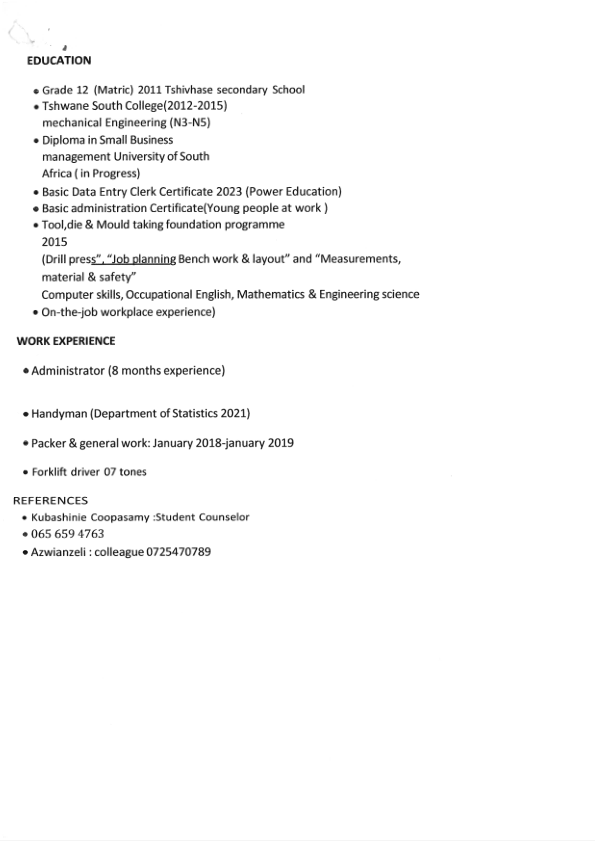 EDUCATION
• Grade 12 (Matric) 2011 Tshivhase secondary School
• Tshwane South College(2012-2015)
mechanical Engineering (N3-N5)
• Diploma in Small Business
management University of South
Africa ( in Progress)
• Basic Data Entry Clerk Certificate 2023 (Power Education)
• Basic administration Certificate(Young people at work )
• Tool,die & Mould taking foundation programme
2015
(Drill press”, “Job planning Bench work & layout” and “Measurements,
material & safety”
Computer skills, Occupational English, Mathematics & Engineering science
• On-the-job workplace experience)
WORK EXPERIENCE
• Administrator (8 months experience)
• Handyman (Department of Statistics 2021)
• Packer & general work: January 2018-january 2019
• Forklift driver 07 tones
REFERENCES
• Kubashinie Coopasamy :Student Counselor
• 065 659 4763
• Azwianzeli : colleague 0725470789